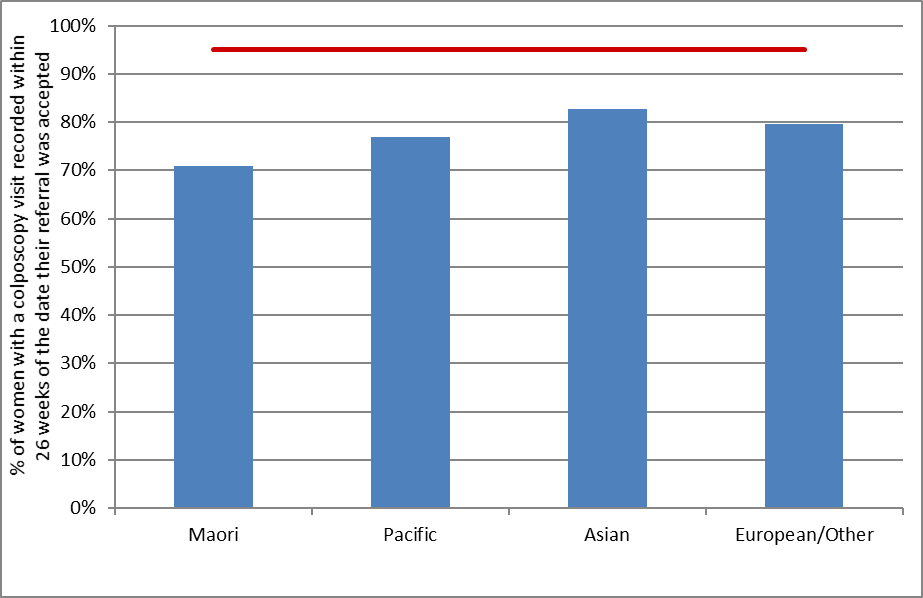 % of women with a colposcopy visit recorded within
26 weeks of the date their referral was accepted
100%
90%
80%
70%
60%
50%
40%
30%
20%
10%
0%
Maori
Pacific
Asian
European/Other